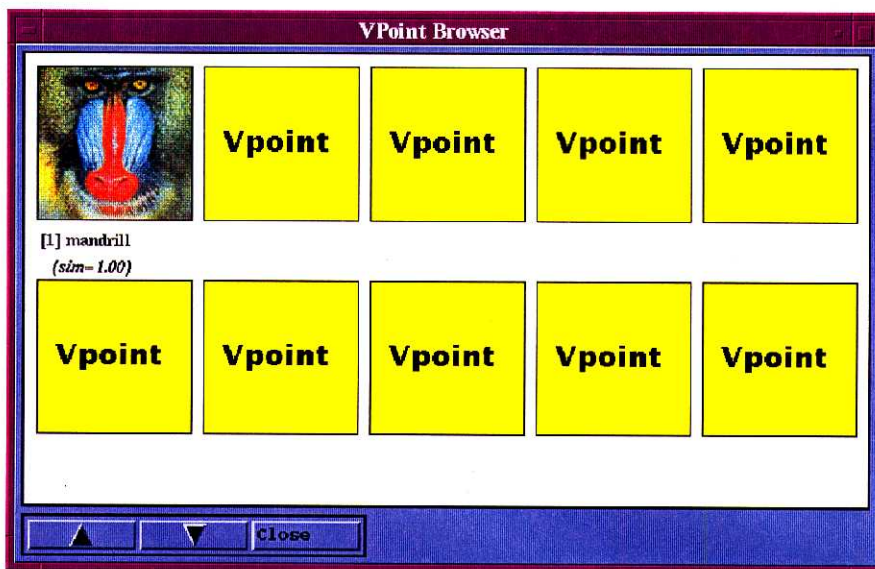 VPoint Browser
Vpoint Vpoint Vpoint Vpoint
[1] mandrill
(sim=1.00)
Vpoint Vpoint Vpoint Vpoint Vpoint
Close